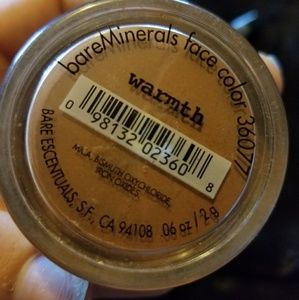 bareMinerals face color 36077
warmth
0 98132 02360 8
MICA, BISMUTH OXYCHLORIDE,
IRON OXIDES.
BARE ESCENTUALS, S.F., CA 94108 .06 oz / 2 g